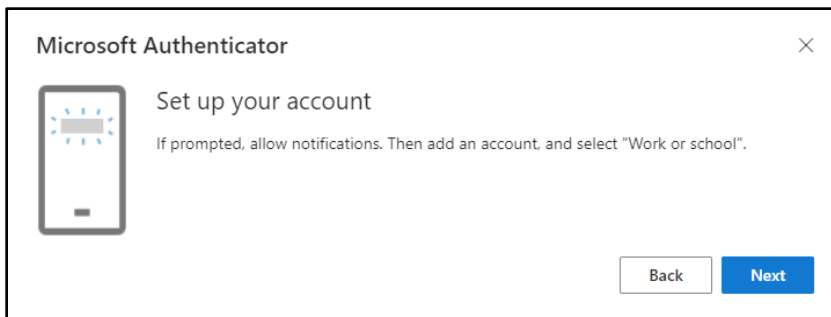 Microsoft Authenticator
Set up your account
If prompted, allow notifications. Then add an account, and select "Work or school".
Back
Next